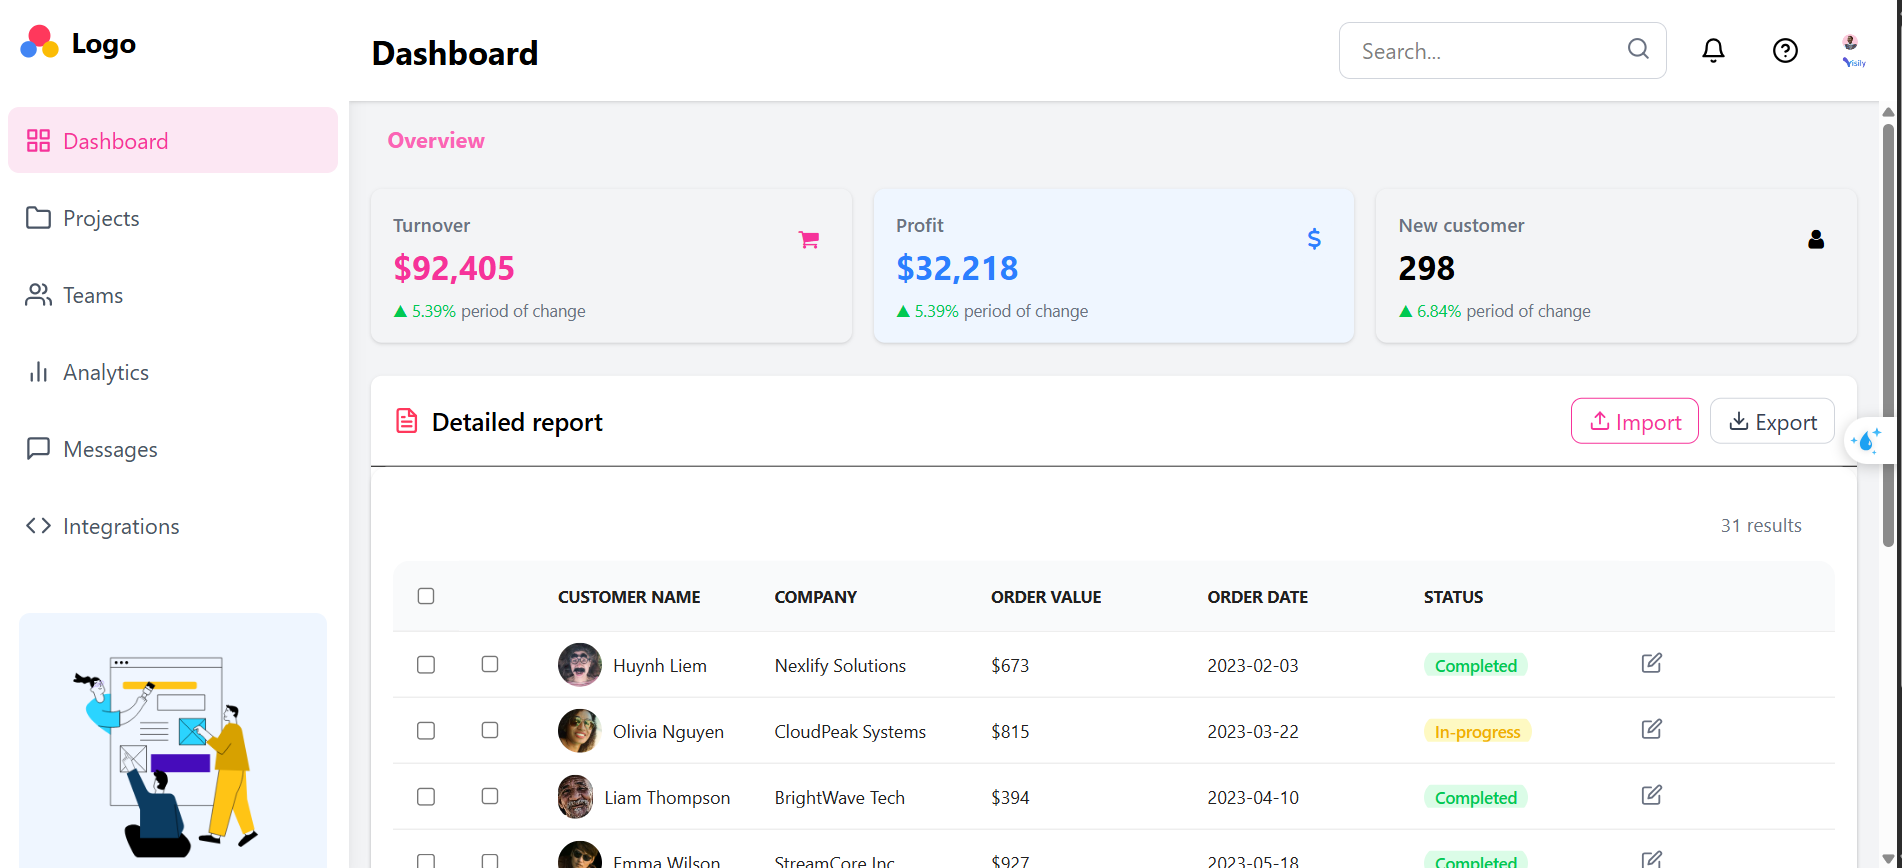 Logo
Dashboard
Search...
Visily
Dashboard
Projects
Teams
Analytics
Messages
Integrations
Overview
Turnover
$92,405
▲ 5.39% period of change
Profit
$32,218
▲ 5.39% period of change
New customer
298
▲ 6.84% period of change
Detailed report
Import
Export
31 results
CUSTOMER NAME COMPANY ORDER VALUE ORDER DATE STATUS
Huynh Liem Nexlify Solutions $673 2023-02-03 Completed
Olivia Nguyen CloudPeak Systems $815 2023-03-22 In-progress
Liam Thompson BrightWave Tech $394 2023-04-10 Completed
Emma Wilson StreamCore Inc $927 2023-05-18 Completed